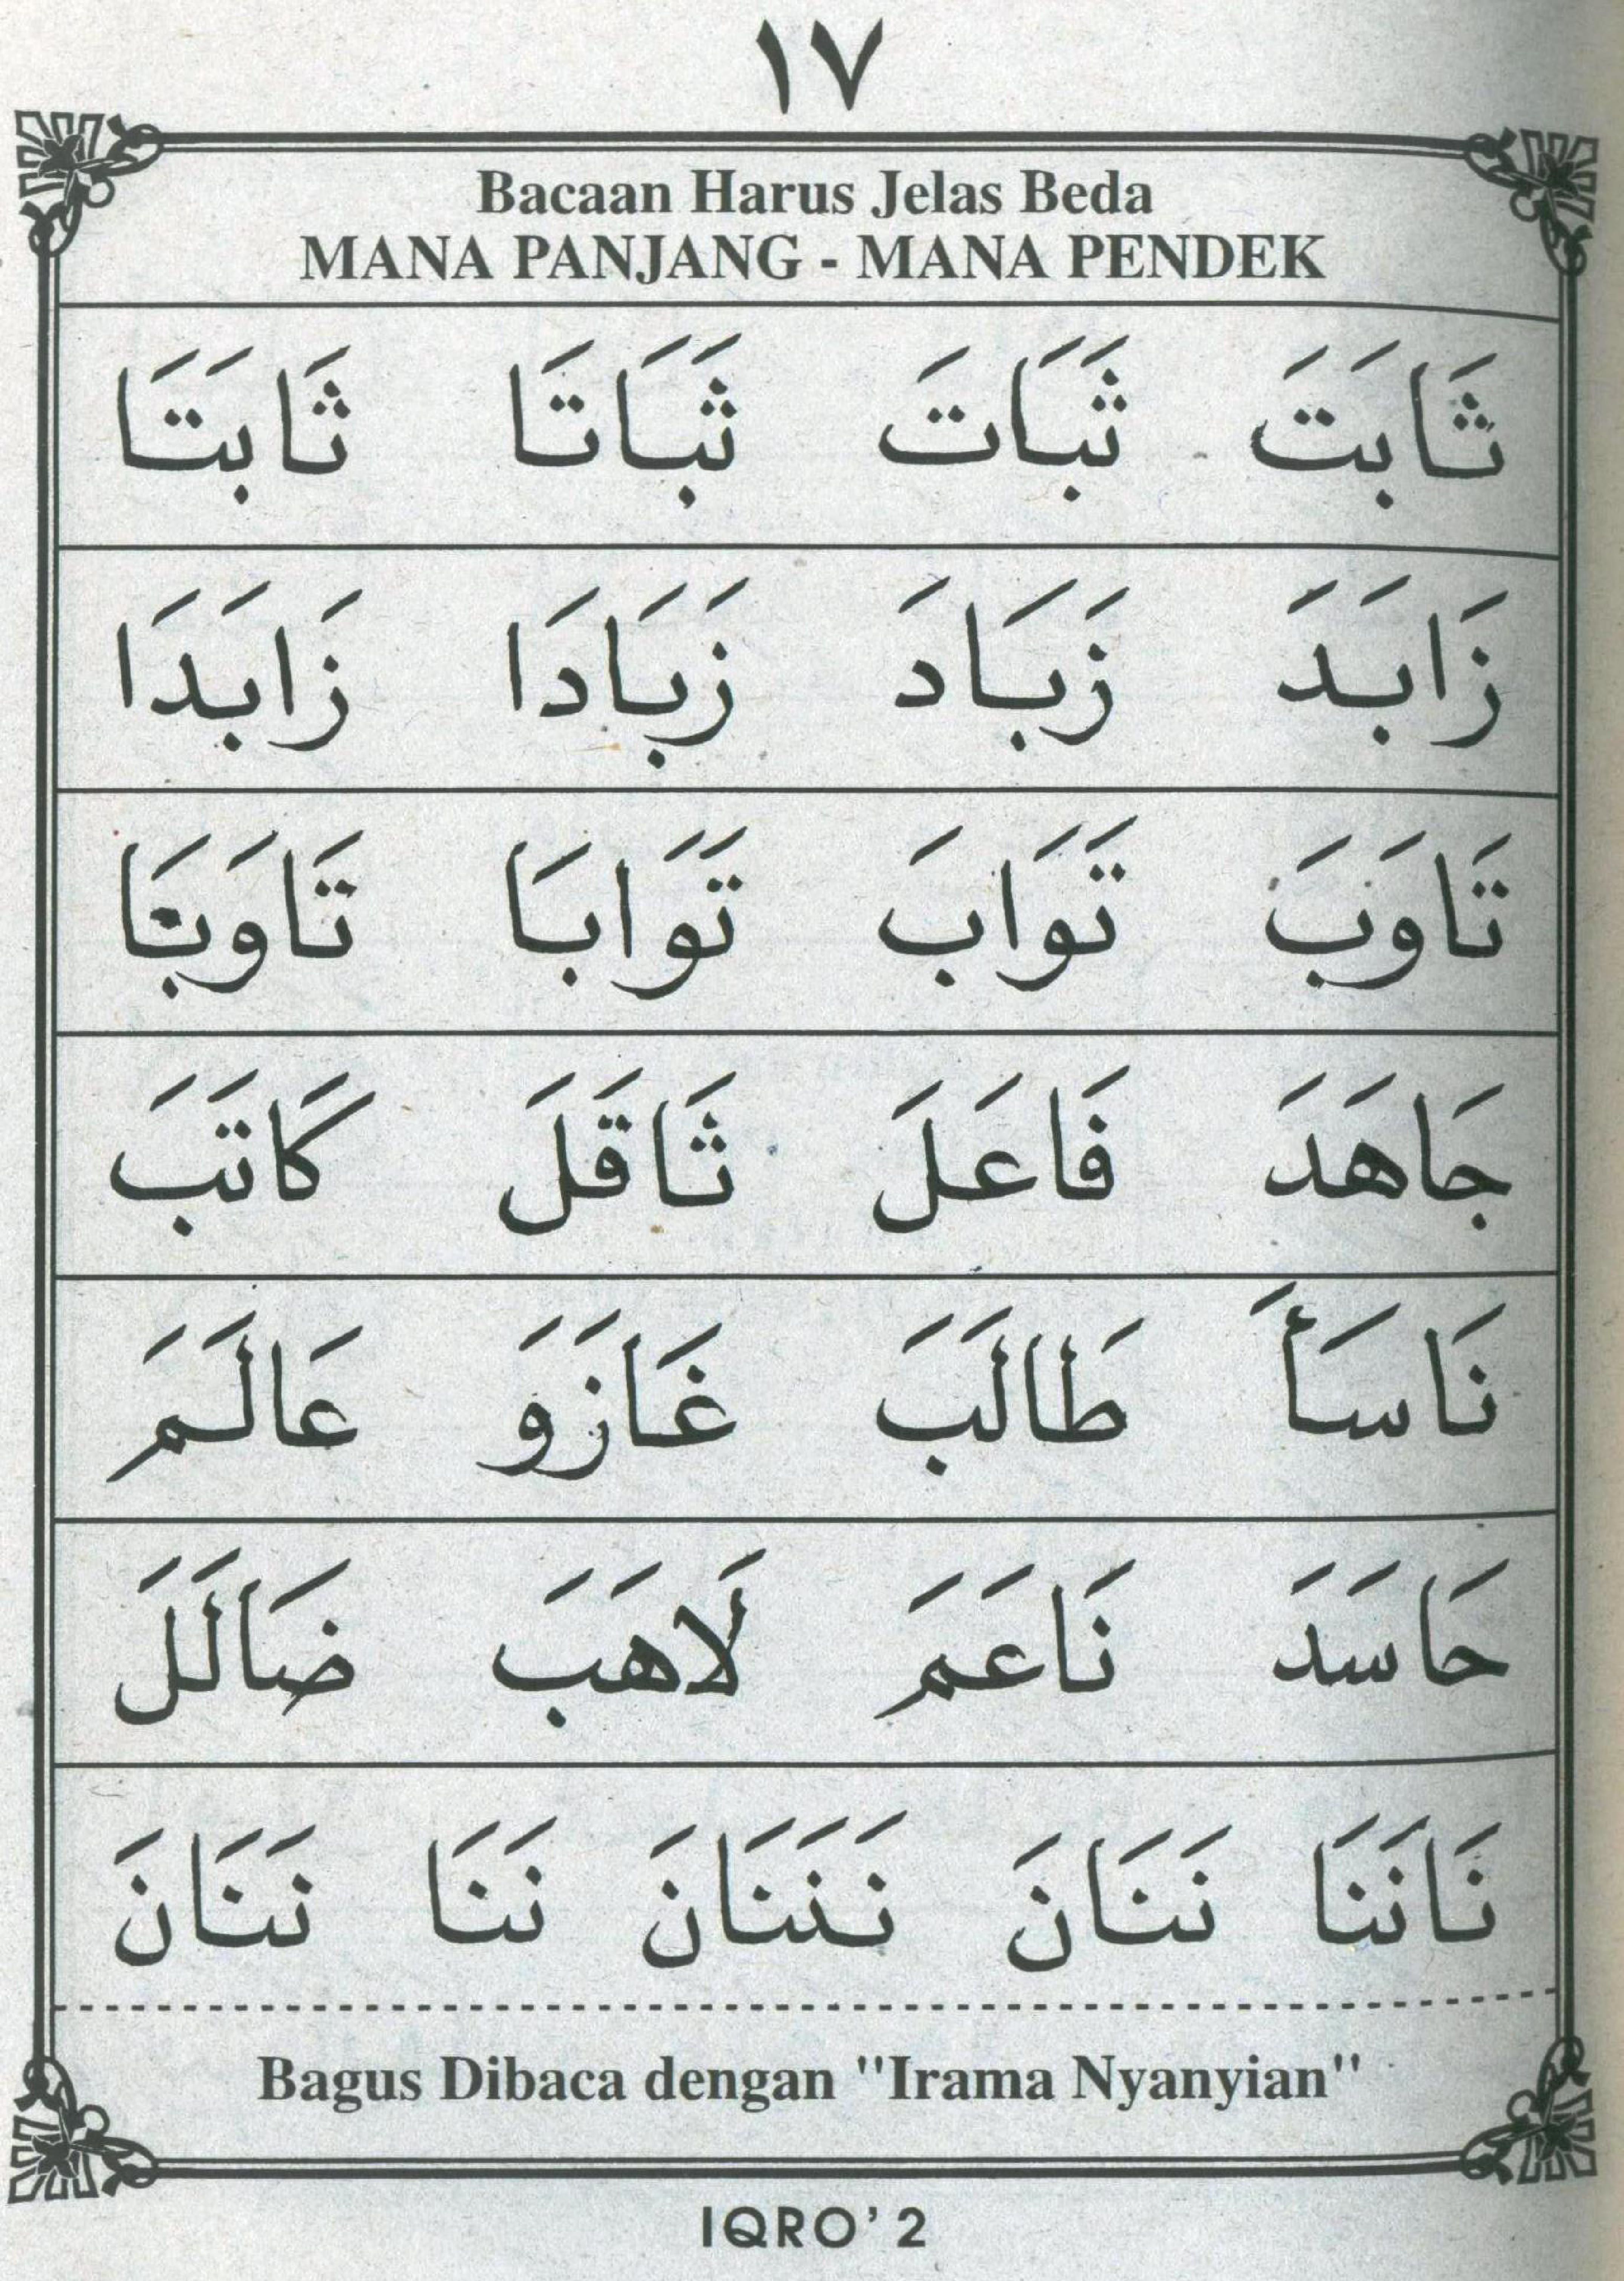 ١٧
Bacaan Harus Jelas Beda
MANA PANJANG - MANA PENDEK
ثَابَتَ ثَبَاتَ ثَبَاتَا ثَابَتَا
زَابَدَ زَبَادَ زَبَادَا زَابَدَا
تَاوَبَ تَوَابَ تَوَابَا تَاوَبَا
جَاهَدَ فَاعَلَ ثَاقَلَ كَاتَبَ
نَاسَأَ طَالَبَ غَازَوَ عَالَمَ
حَاسَدَ نَاعَمَ لَاهَبَ ضَالَلَ
نَانَنَا نَنَانَ نَنَنَانَ نَنَا نَنَانَ
Bagus Dibaca dengan "Irama Nyanyian"
IQRO' 2